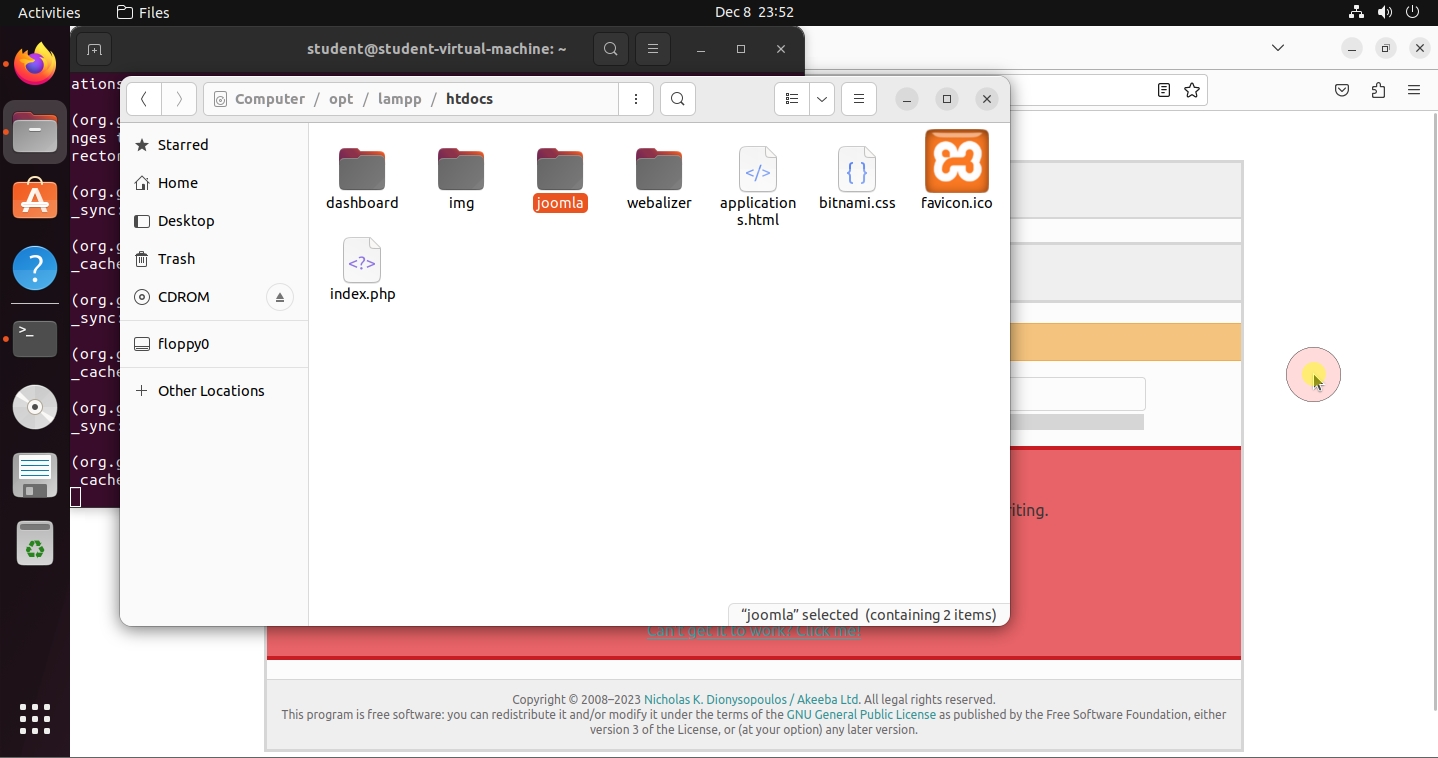 Activities
Files
Dec 8 23:52
student@student-virtual-machine: ~
Computer / opt / lampp / htdocs
ations
(org.g
nges
rector
(org.g
_sync:
(org.g
_cache
(org.g
_sync:
(org.g
_cache
(org.g
_sync:
(org.g
_cache
Starred
Home
Desktop
Trash
CDROM
floppy0
+ Other Locations
dashboard
img
joomla
webalizer
application
s.html
bitnami.css
favicon.ico
index.php
"joomla" selected (containing 2 items)
iting.
Can't get it to work? Click me!
Copyright © 2008–2023 Nicholas K. Dionysopoulos / Akeeba Ltd. All legal rights reserved.
This program is free software: you can redistribute it and/or modify it under the terms of the GNU General Public License as published by the Free Software Foundation, either
version 3 of the License, or (at your option) any later version.